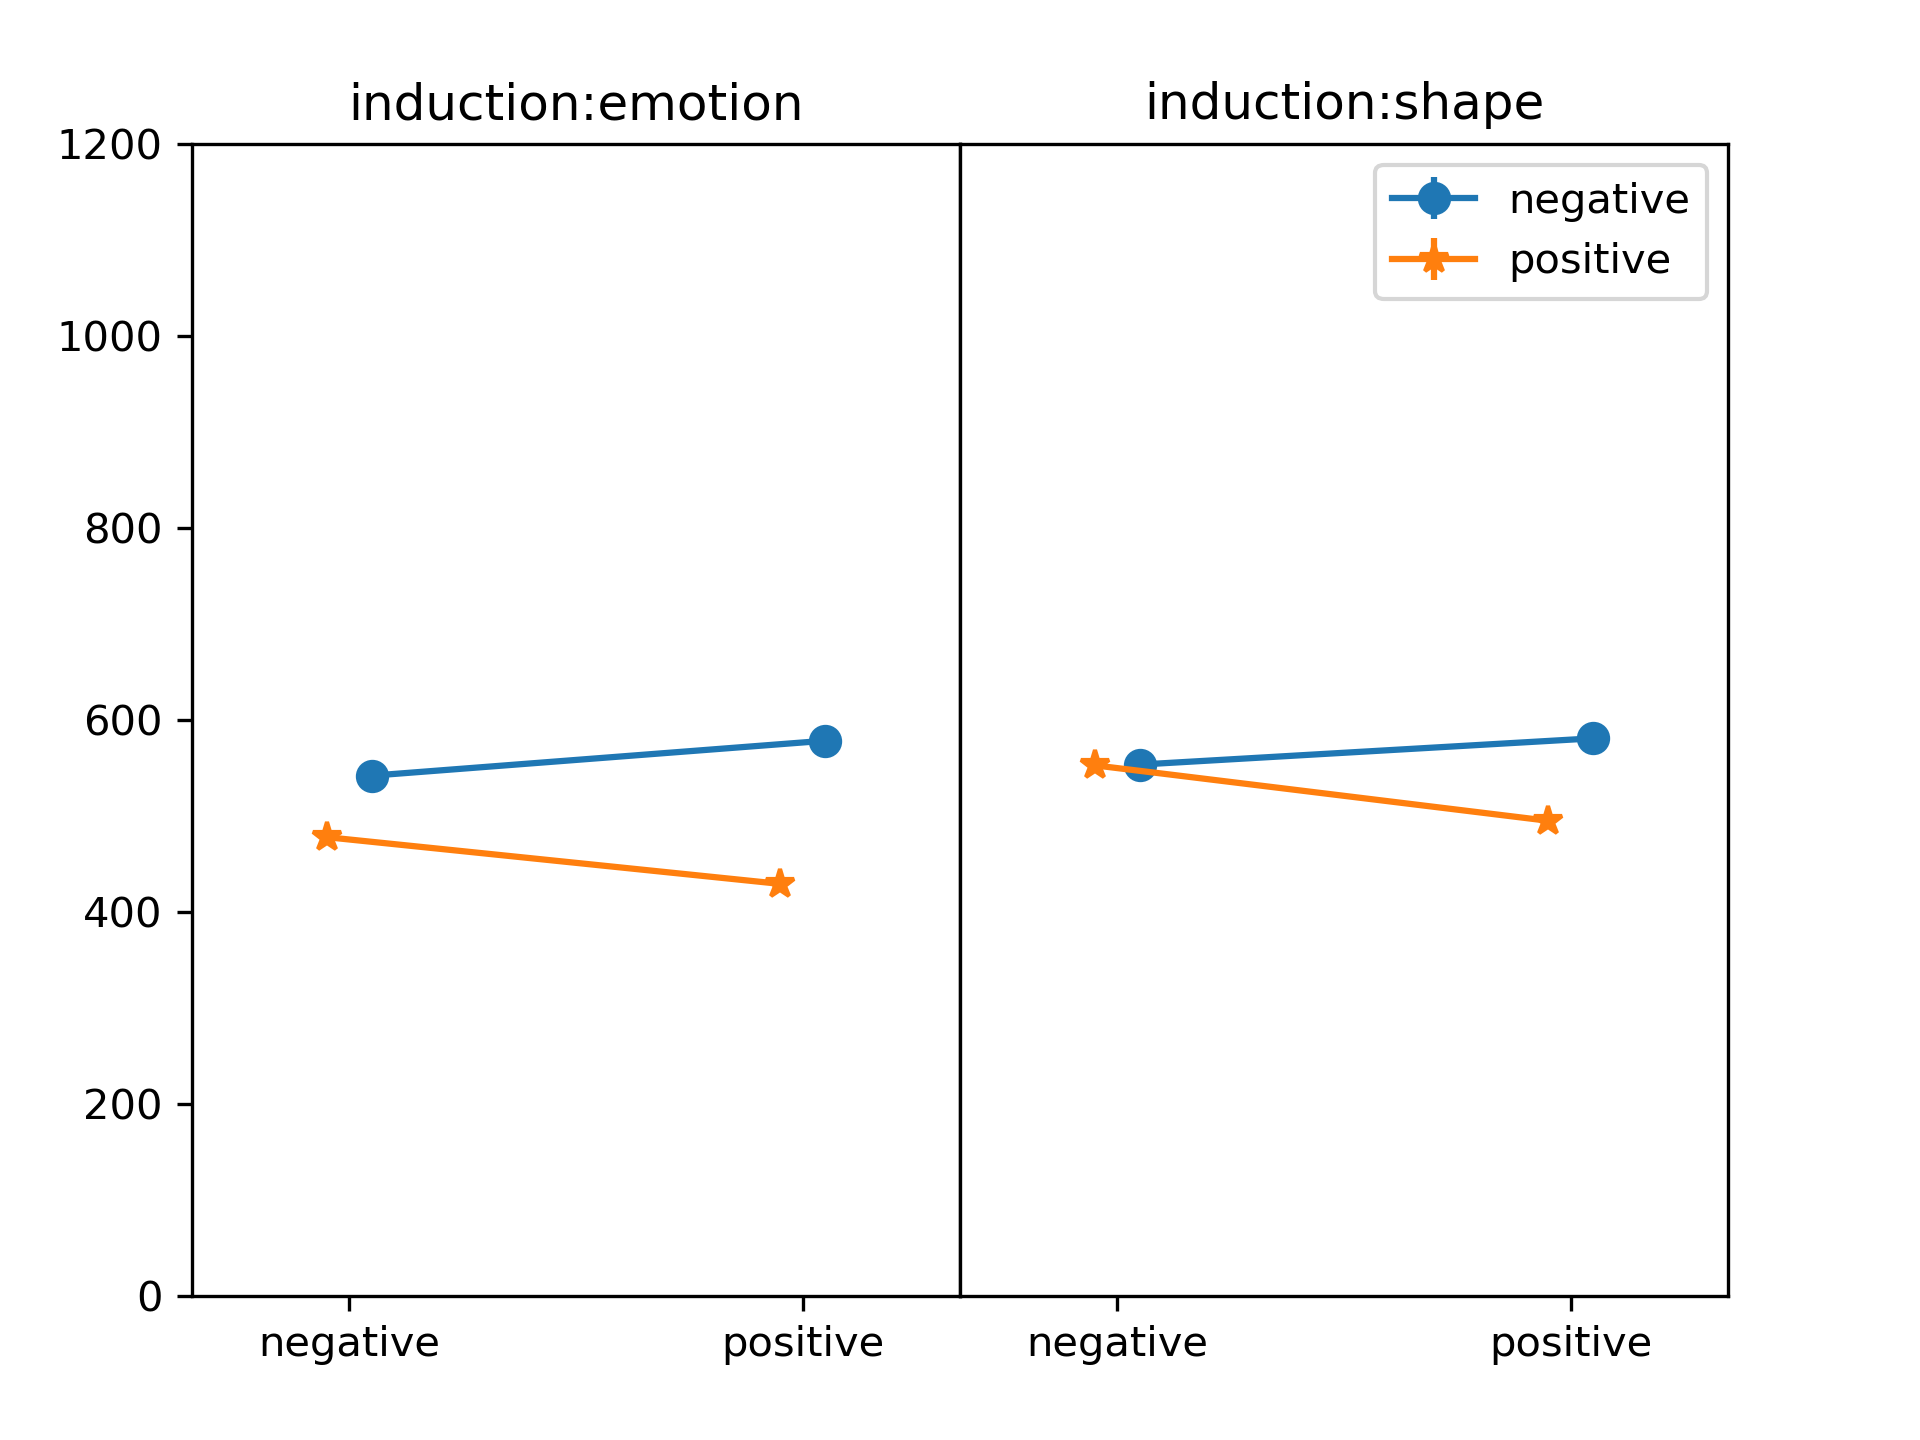 induction:emotion
induction:shape
1200
1000
800
600
400
200
0
negative
positive
negative
positive
negative
positive